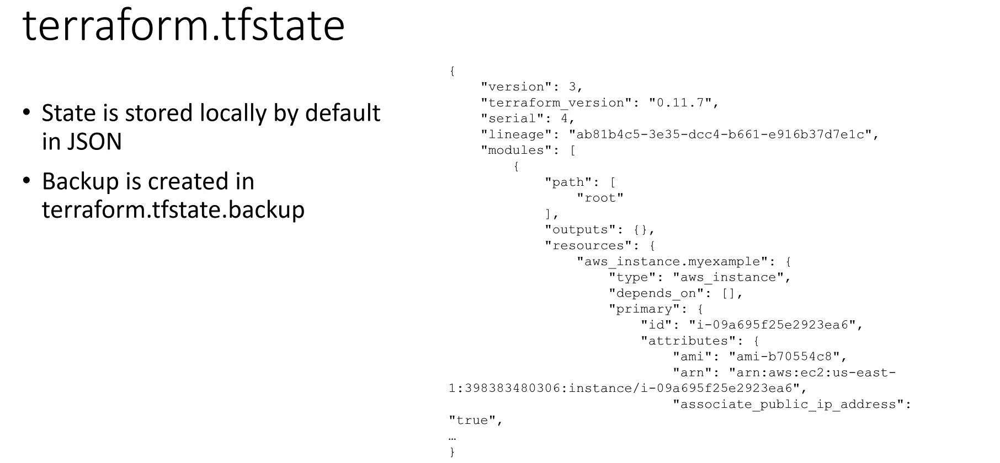 terraform.tfstate
• State is stored locally by default
in JSON
• Backup is created in
terraform.tfstate.backup
{
    "version": 3,
    "terraform_version": "0.11.7",
    "serial": 4,
    "lineage": "ab81b4c5-3e35-dcc4-b661-e916b37d7e1c",
    "modules": [
        {
            "path": [
                "root"
            ],
            "outputs": {},
            "resources": {
                "aws_instance.myexample": {
                    "type": "aws_instance",
                    "depends_on": [],
                    "primary": {
                        "id": "i-09a695f25e2923ea6",
                        "attributes": {
                            "ami": "ami-b70554c8",
                            "arn": "arn:aws:ec2:us-east-
1:398383480306:instance/i-09a695f25e2923ea6",
                            "associate_public_ip_address":
"true",
…
}